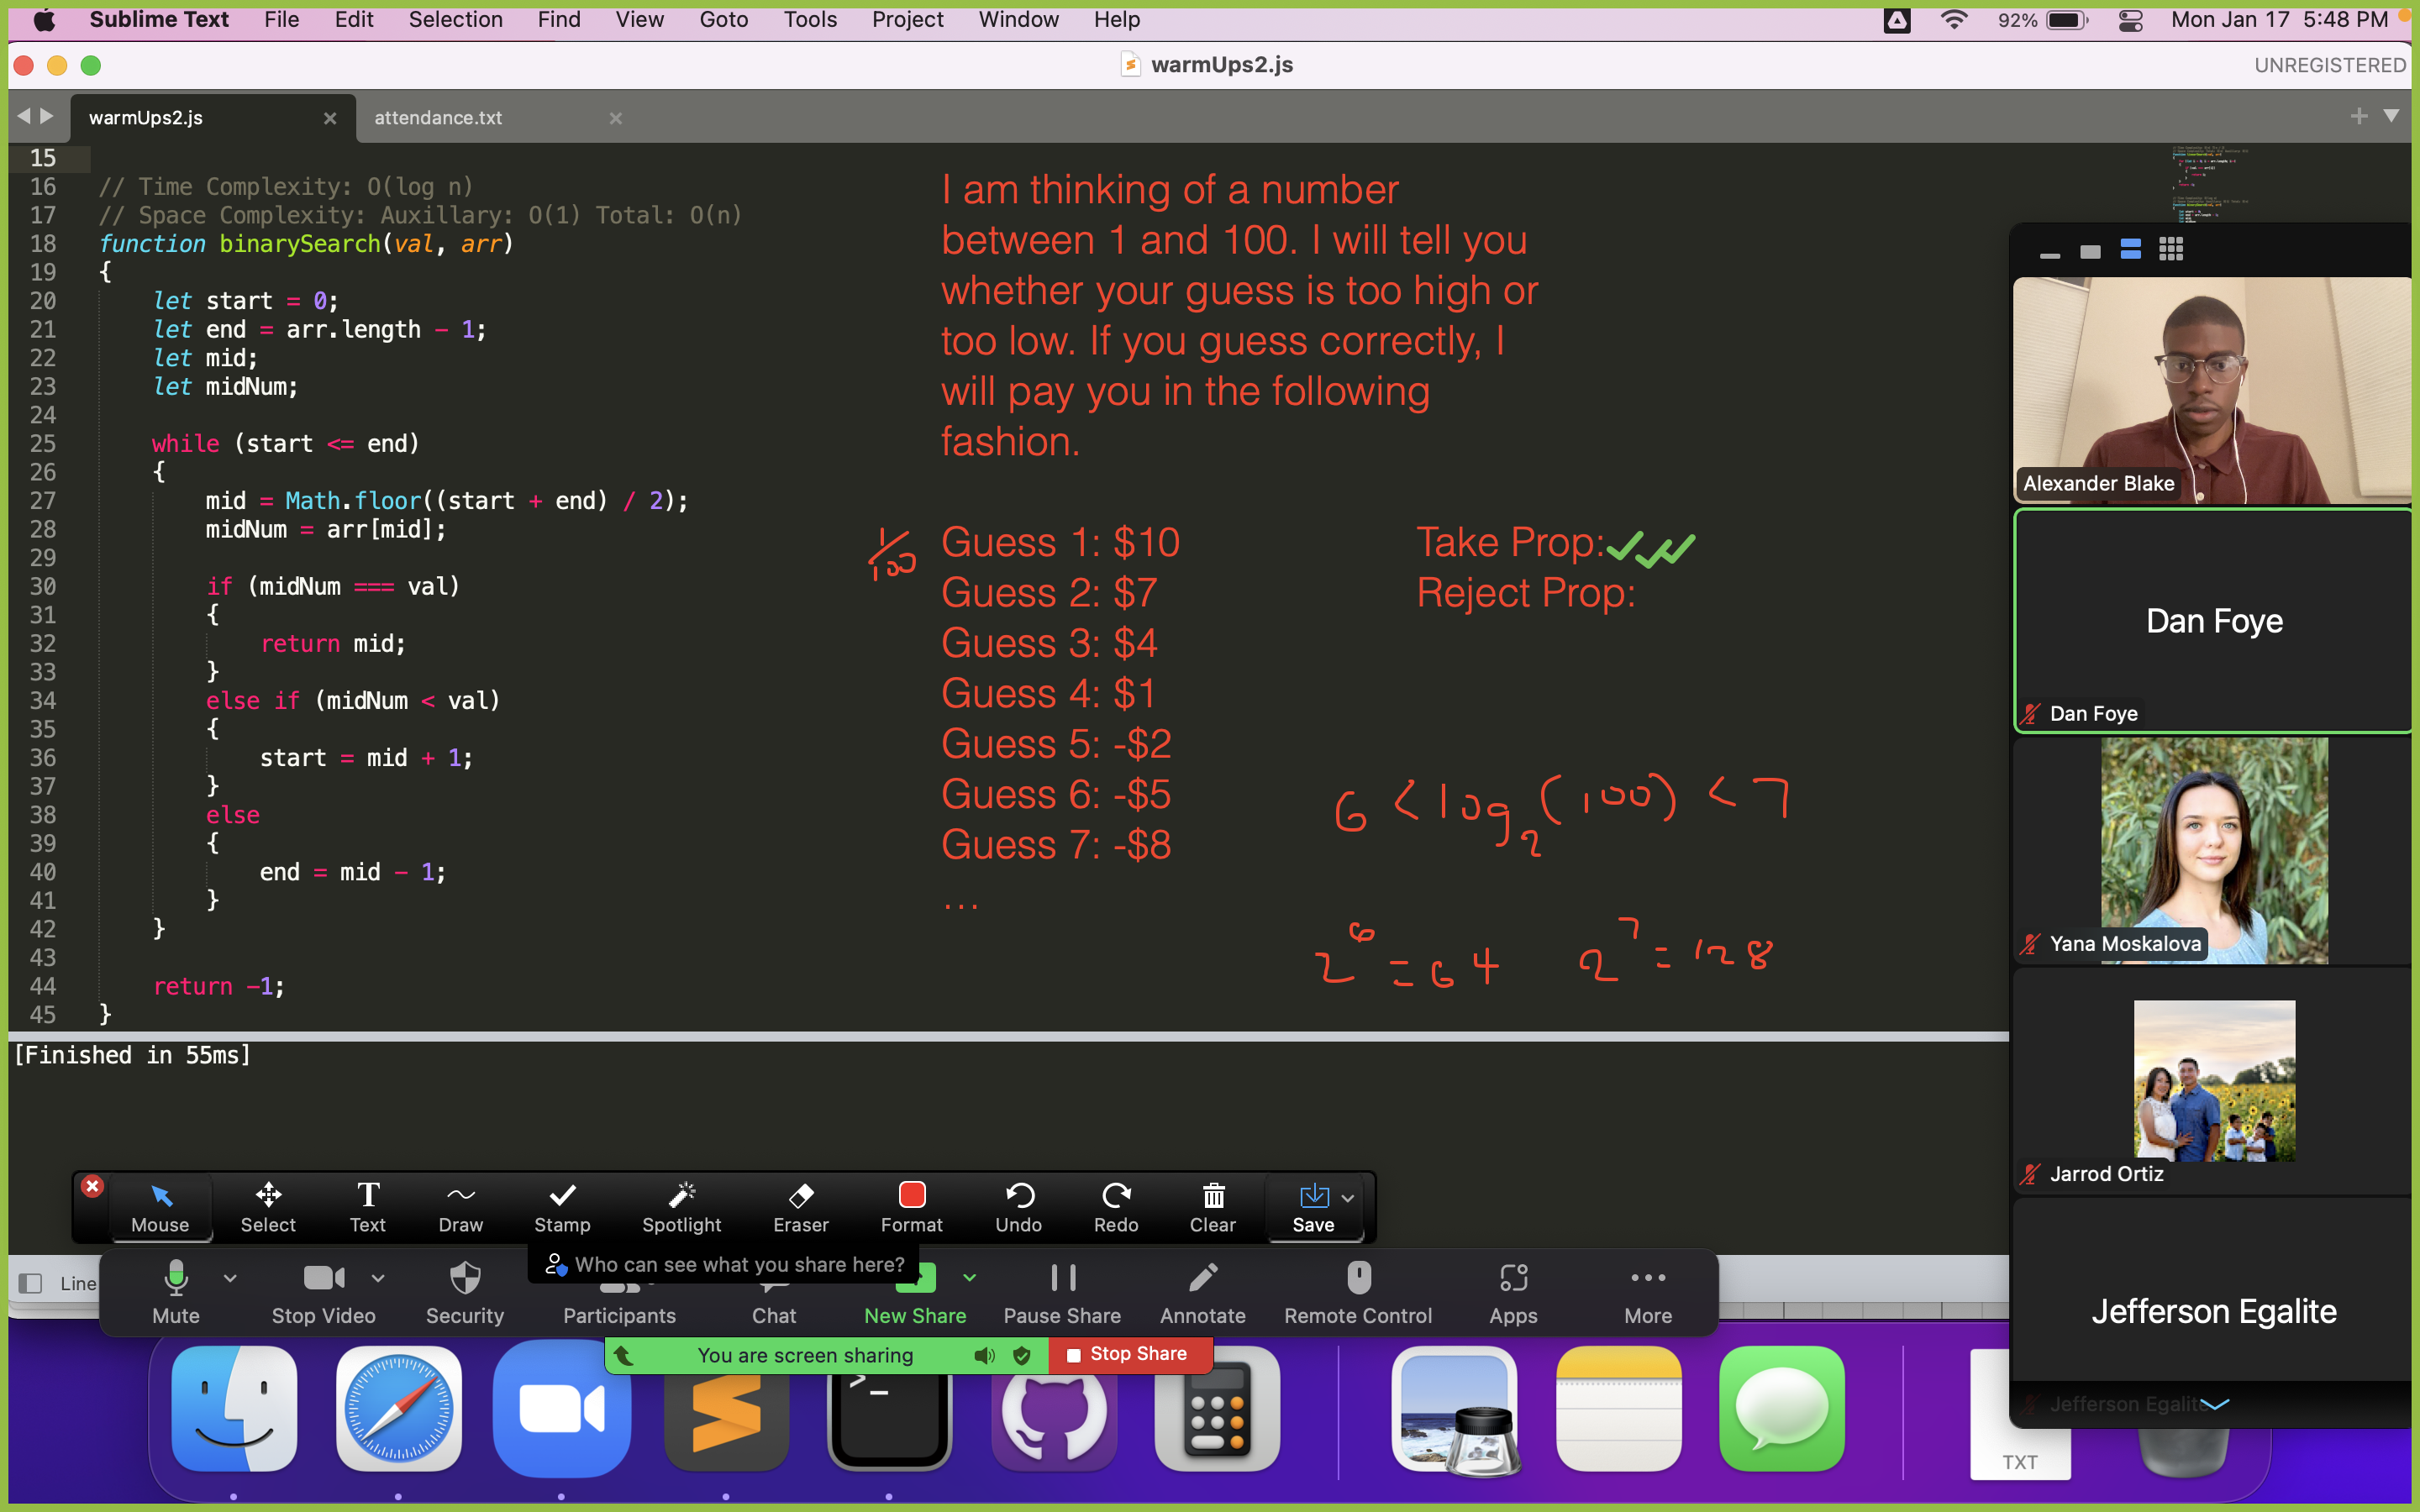 Sublime Text File Edit Selection Find View Goto Tools Project Window Help 92% Mon Jan 17 5:48 PM
warmUps2.js UNREGISTERED
warmUps2.js attendance.txt
15
16 // Time Complexity: O(log n)
17 // Space Complexity: Auxillary: O(1) Total: O(n)
18 function binarySearch(val, arr)
19 {
20 let start = 0;
21 let end = arr.length - 1;
22 let mid;
23 let midNum;
24
25 while (start <= end)
26 {
27 mid = Math.floor((start + end) / 2);
28 midNum = arr[mid];
29
30 if (midNum === val)
31 {
32 return mid;
33 }
34 else if (midNum < val)
35 {
36 start = mid + 1;
37 }
38 else
39 {
40 end = mid - 1;
41 }
42 }
43
44 return -1;
45 }
I am thinking of a number
between 1 and 100. I will tell you
whether your guess is too high or
too low. If you guess correctly, I
will pay you in the following
fashion.
1/100
Guess 1: $10
Guess 2: $7
Guess 3: $4
Guess 4: $1
Guess 5: -$2
Guess 6: -$5
Guess 7: -$8
...
Take Prop:
Reject Prop:
6 < log₂(100) < 7
2⁶ = 64 2⁷ = 128
Alexander Blake
Dan Foye
Dan Foye
Yana Moskalova
Jarrod Ortiz
Jefferson Egalite
Jefferson Egalite
[Finished in 55ms]
Mouse Select Text Draw Stamp Spotlight Eraser Format Undo Redo Clear Save
Who can see what you share here?
Line
Mute Stop Video Security Participants Chat New Share Pause Share Annotate Remote Control Apps More
You are screen sharing Stop Share
TXT